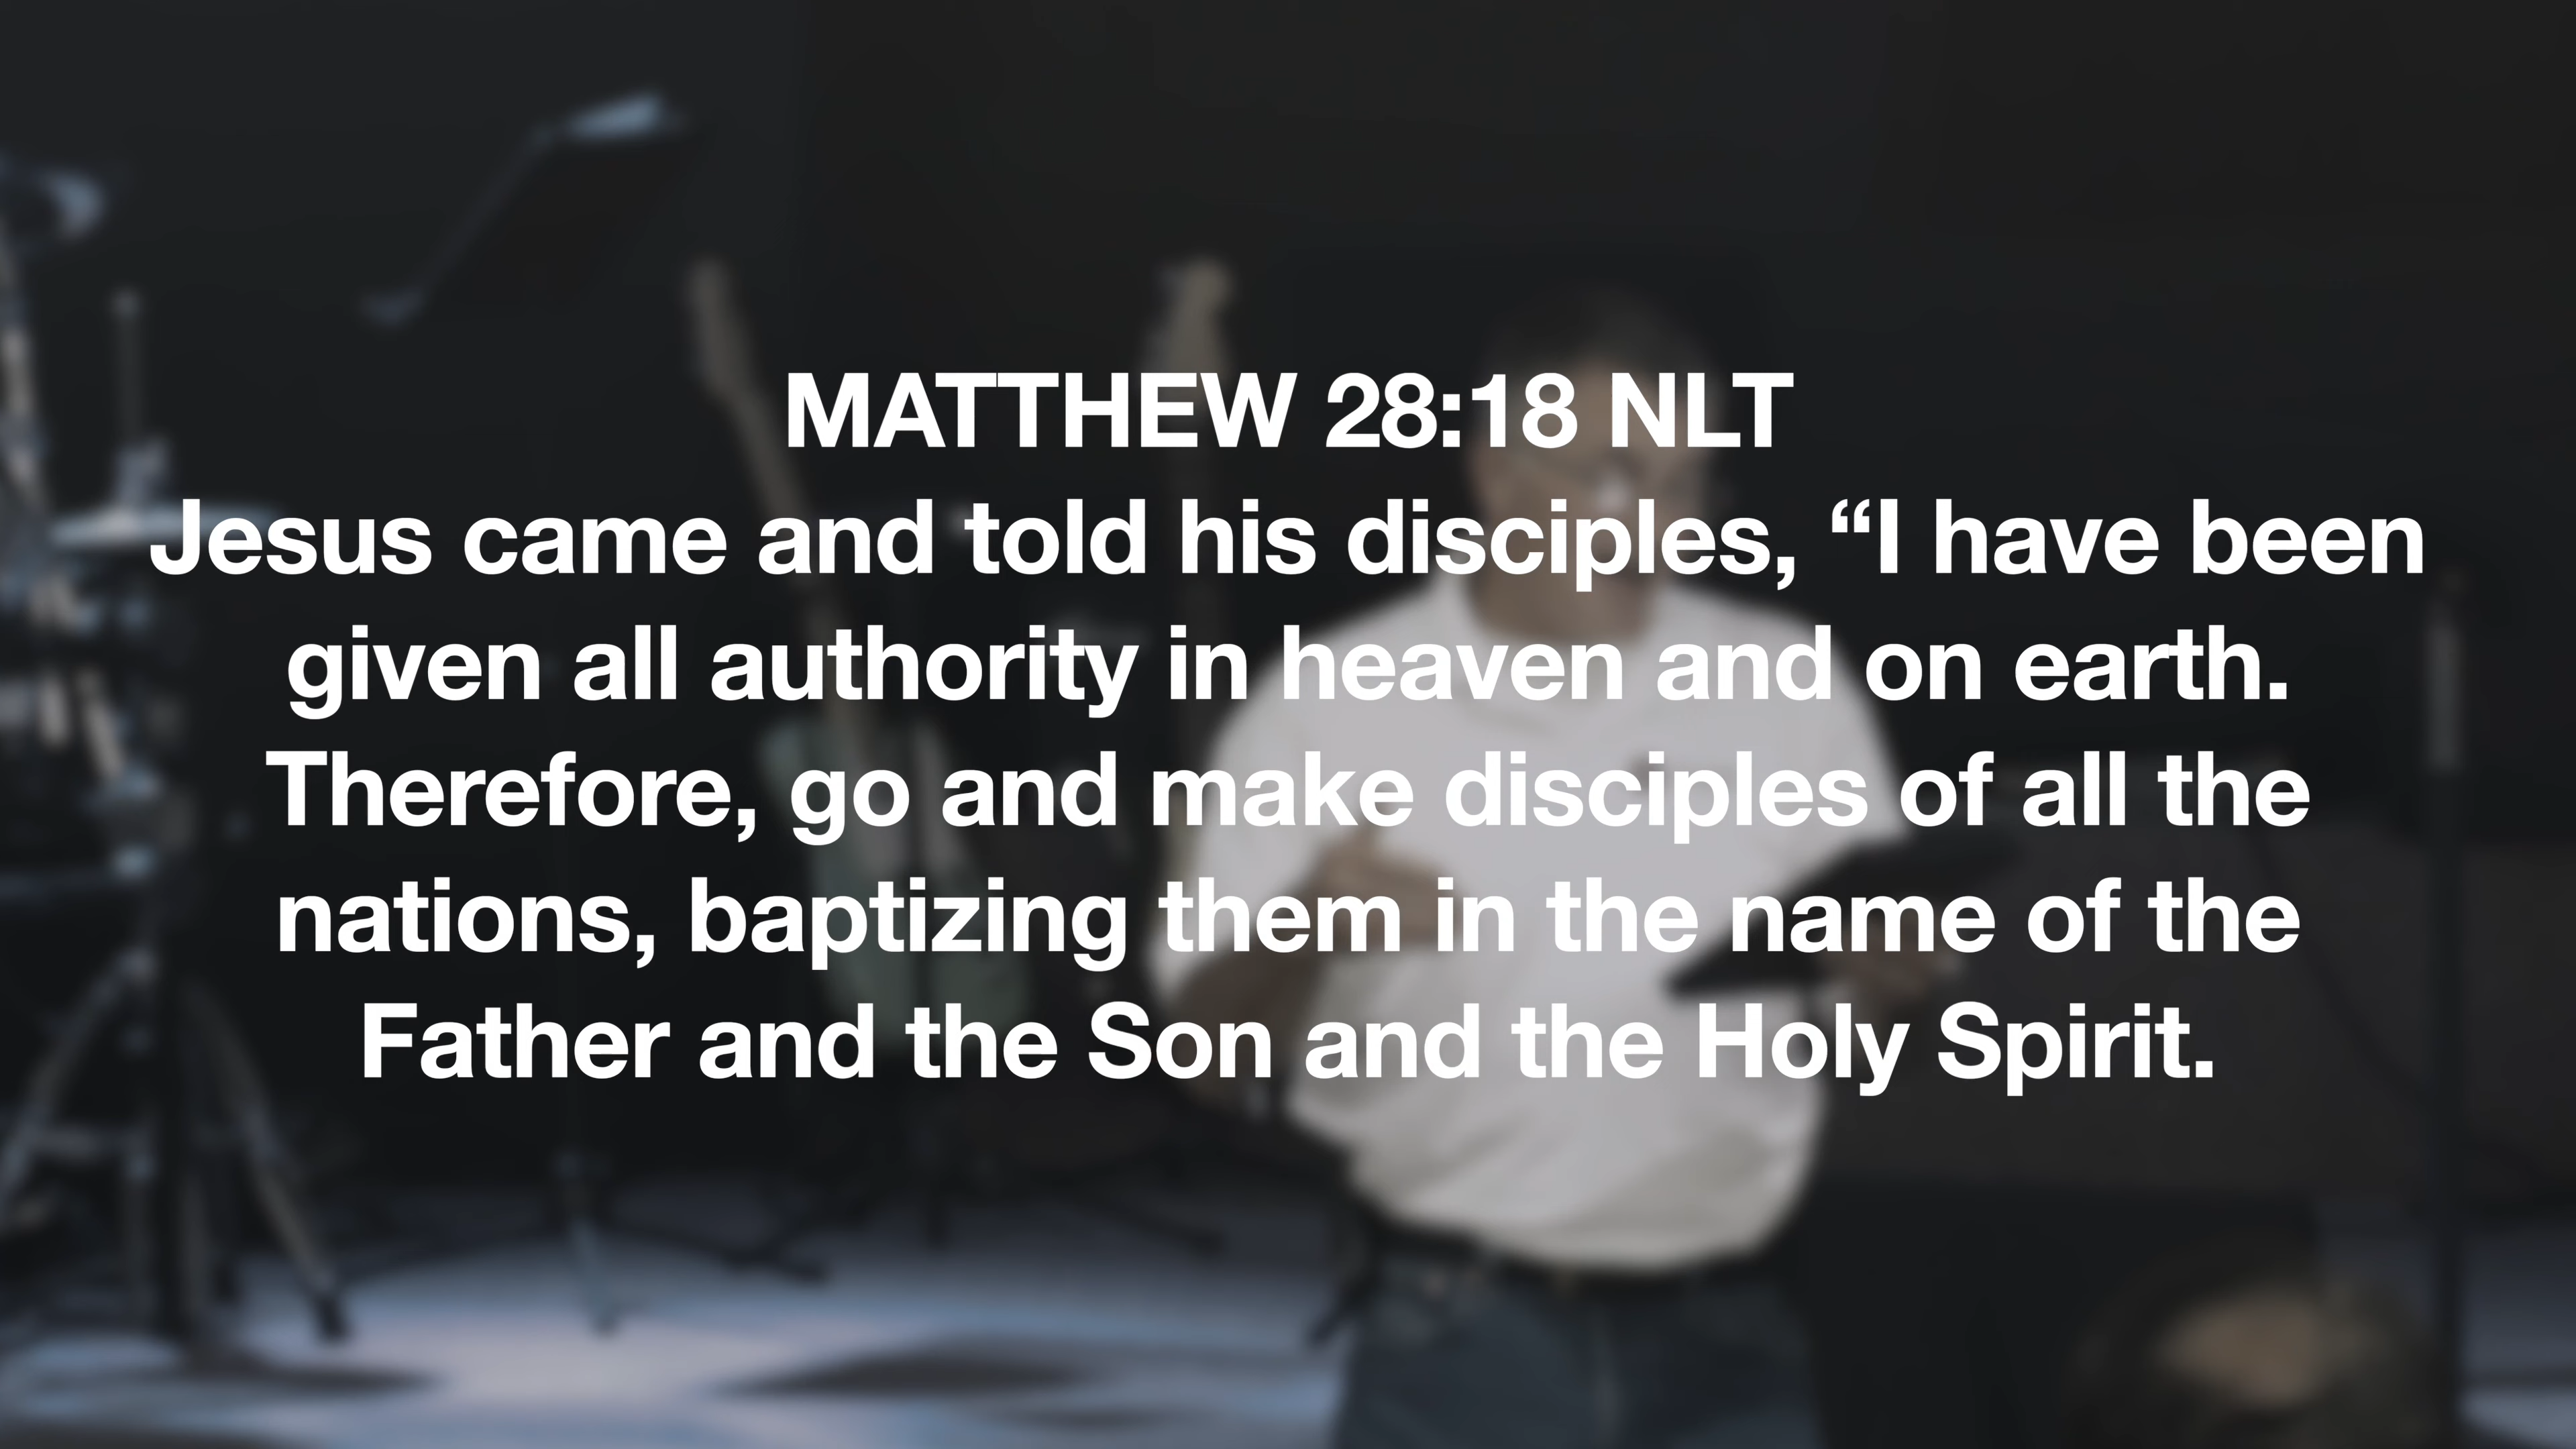 MATTHEW 28:18 NLT
Jesus came and told his disciples, “I have been
given all authority in heaven and on earth.
Therefore, go and make disciples of all the
nations, baptizing them in the name of the
Father and the Son and the Holy Spirit.